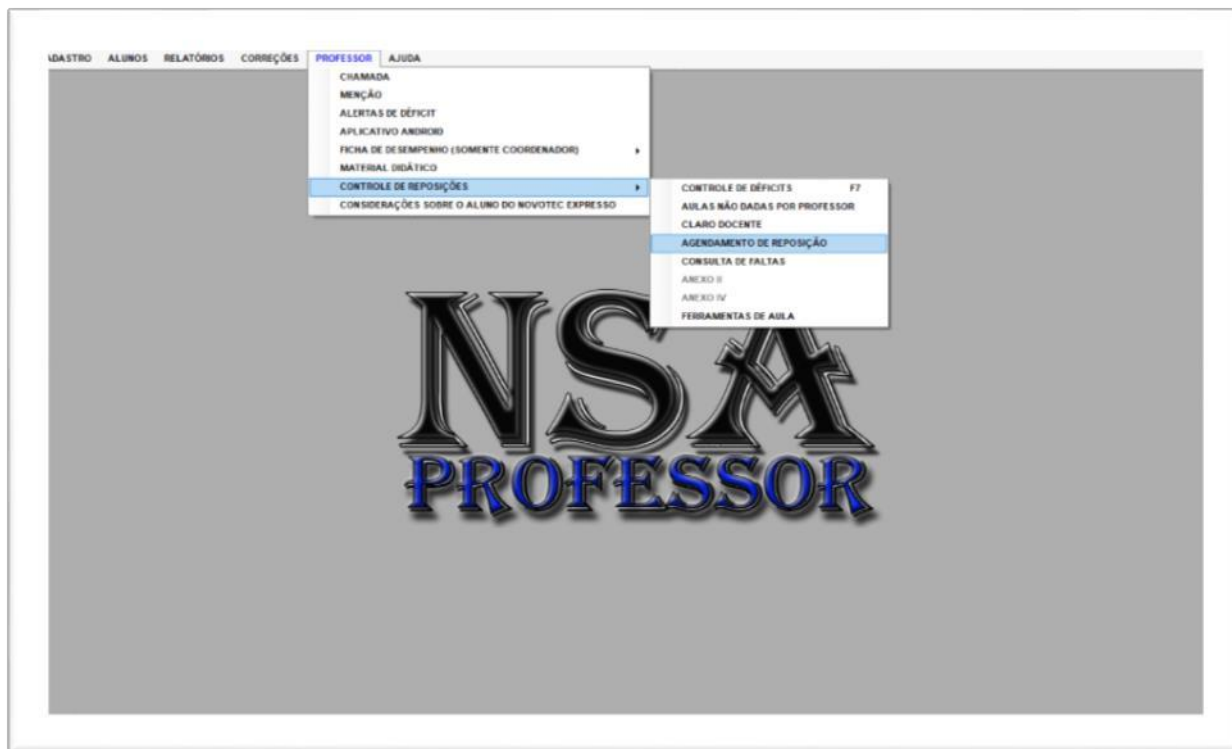 ADASTRO ALUNOS RELATÓRIOS CORREÇÕES PROFESSOR AJUDA
CHAMADA
MENÇÃO
ALERTAS DE DÉFICIT
APLICATIVO ANDROID
FICHA DE DESEMPENHO (SOMENTE COORDENADOR)
MATERIAL DIDÁTICO
CONTROLE DE REPOSIÇÕES
CONSIDERAÇÕES SOBRE O ALUNO DO NOVOTEC EXPRESSO
CONTROLE DE DÉFICITS F7
AULAS NÃO DADAS POR PROFESSOR
CLARO DOCENTE
AGENDAMENTO DE REPOSIÇÃO
CONSULTA DE FALTAS
ANEXO II
ANEXO IV
FERRAMENTAS DE AULA
NSA
PROFESSOR